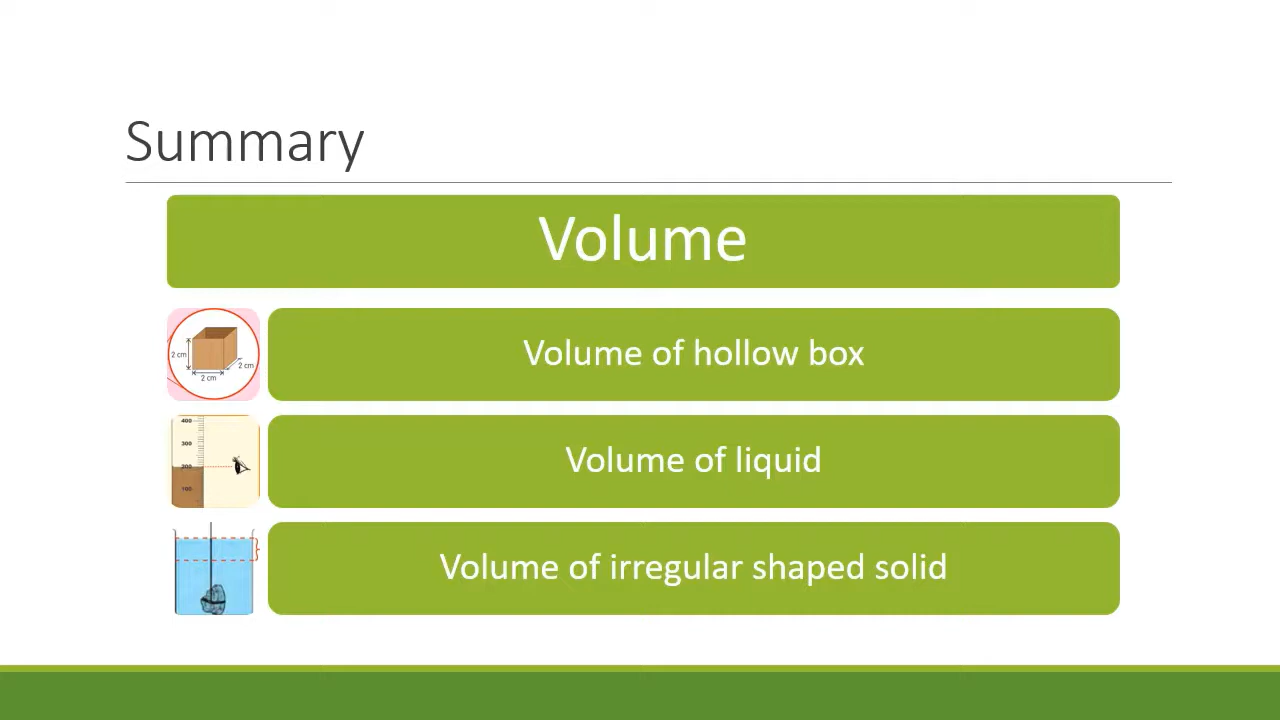 Summary
Volume
2 cm
2 cm
2 cm
Volume of hollow box
400
300
200
100
Volume of liquid
Volume of irregular shaped solid